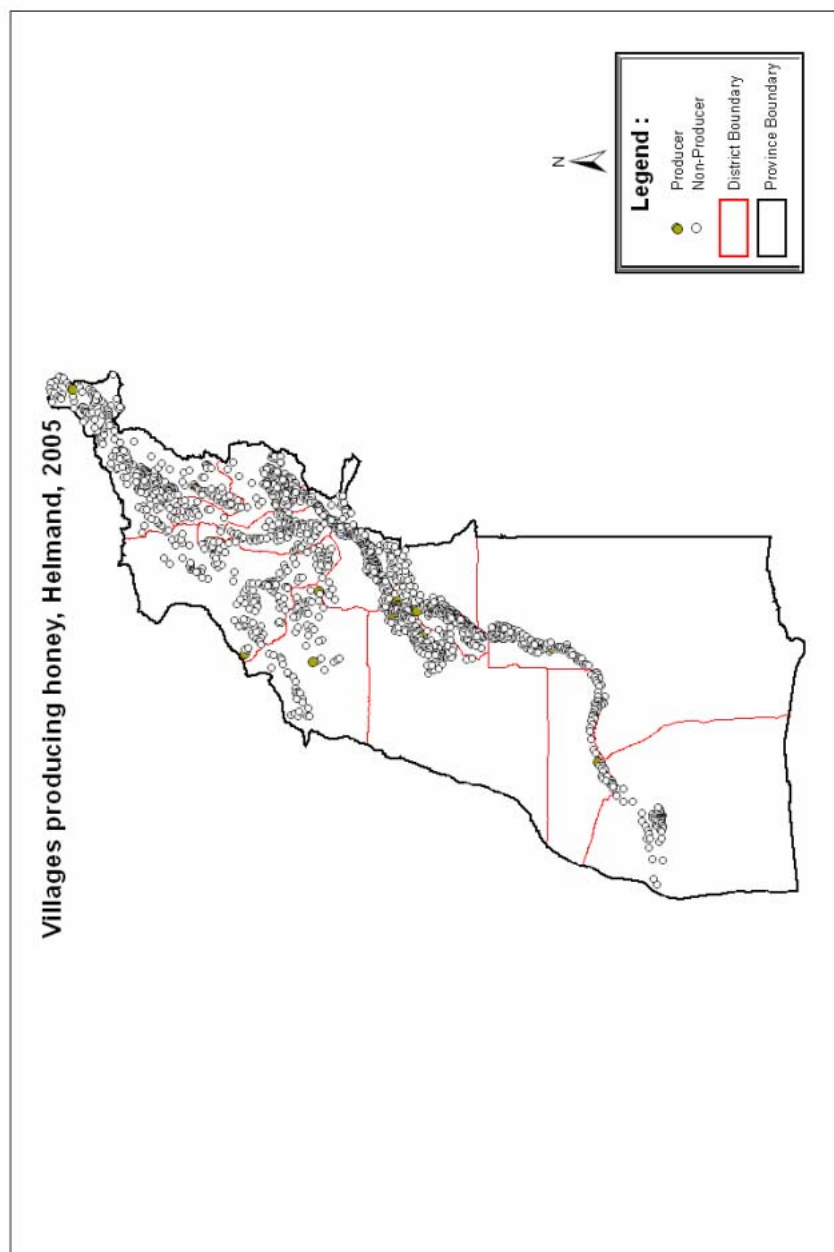 Villages producing honey, Helmand, 2005
N
Legend :
Producer
Non-Producer
District Boundary
Province Boundary